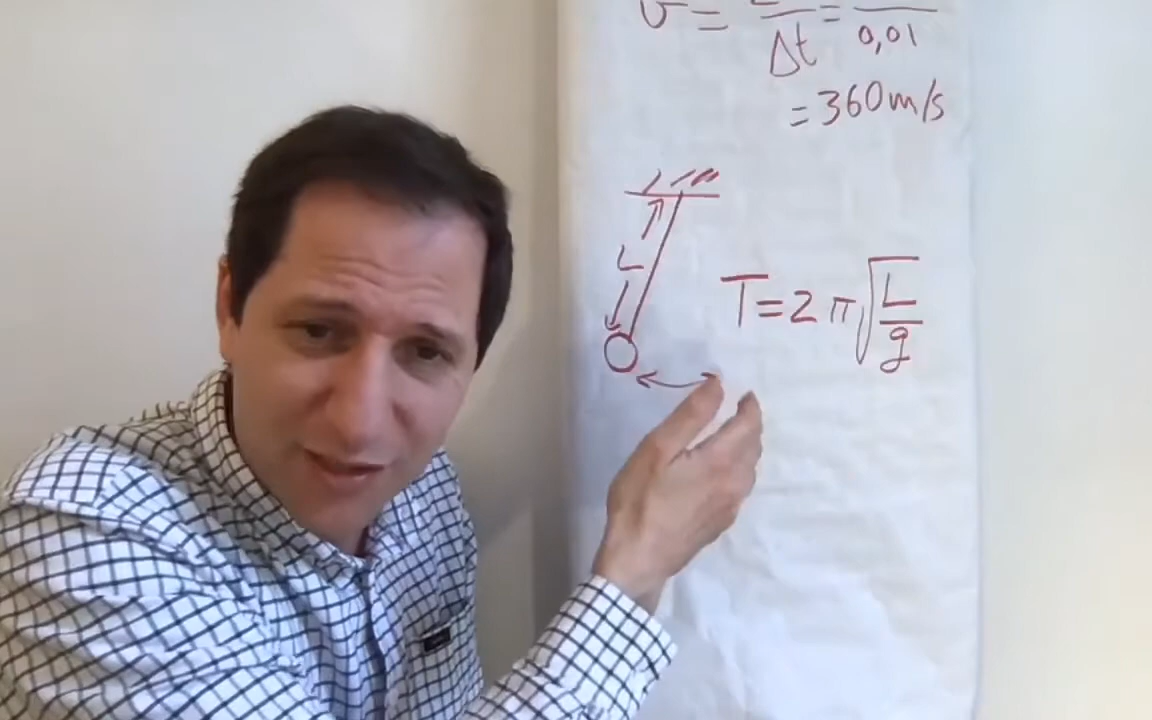 v = /Δt = /0,01
= 360 m/s
L
T = 2π√(L/g)